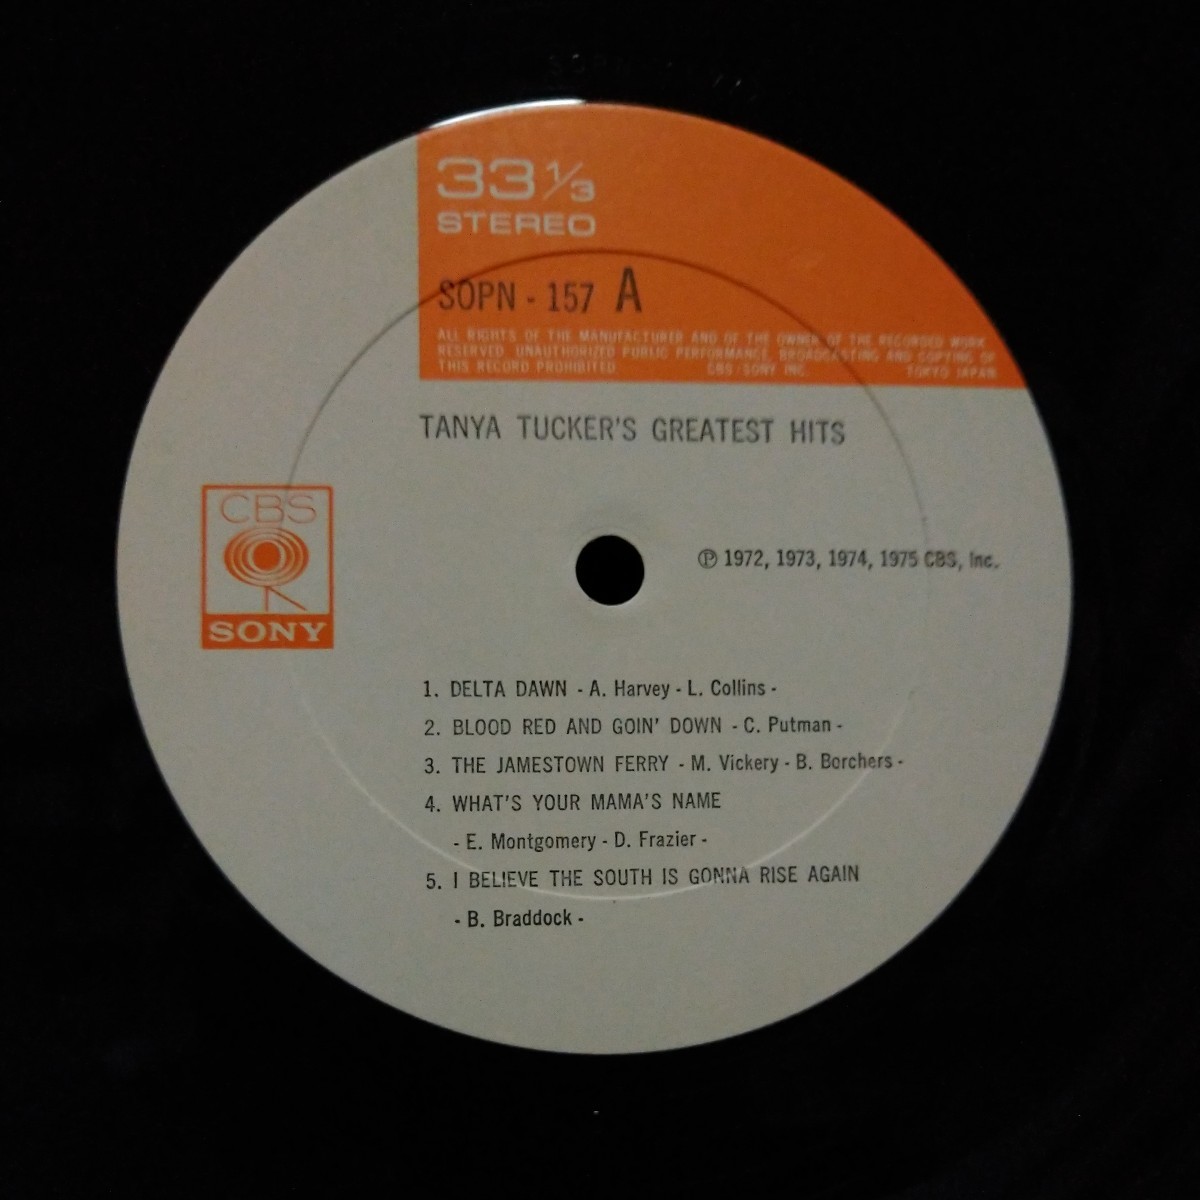 33 1/3
STEREO
SOPN - 157 A
ALL RIGHTS OF THE MANUFACTURER AND OF THE OWNER OF THE RECORDED WORK
RESERVED UNAUTHORIZED PUBLIC PERFORMANCE, BROADCASTING AND COPYING OF
THIS RECORD PROHIBITED CBS/SONY INC. TOKYO JAPAN
TANYA TUCKER'S GREATEST HITS
CBS
SONY
℗ 1972, 1973, 1974, 1975 CBS, Inc.
1. DELTA DAWN - A. Harvey - L. Collins -
2. BLOOD RED AND GOIN' DOWN - C. Putman -
3. THE JAMESTOWN FERRY - M. Vickery - B. Borchers -
4. WHAT'S YOUR MAMA'S NAME
- E. Montgomery - D. Frazier -
5. I BELIEVE THE SOUTH IS GONNA RISE AGAIN
- B. Braddock -